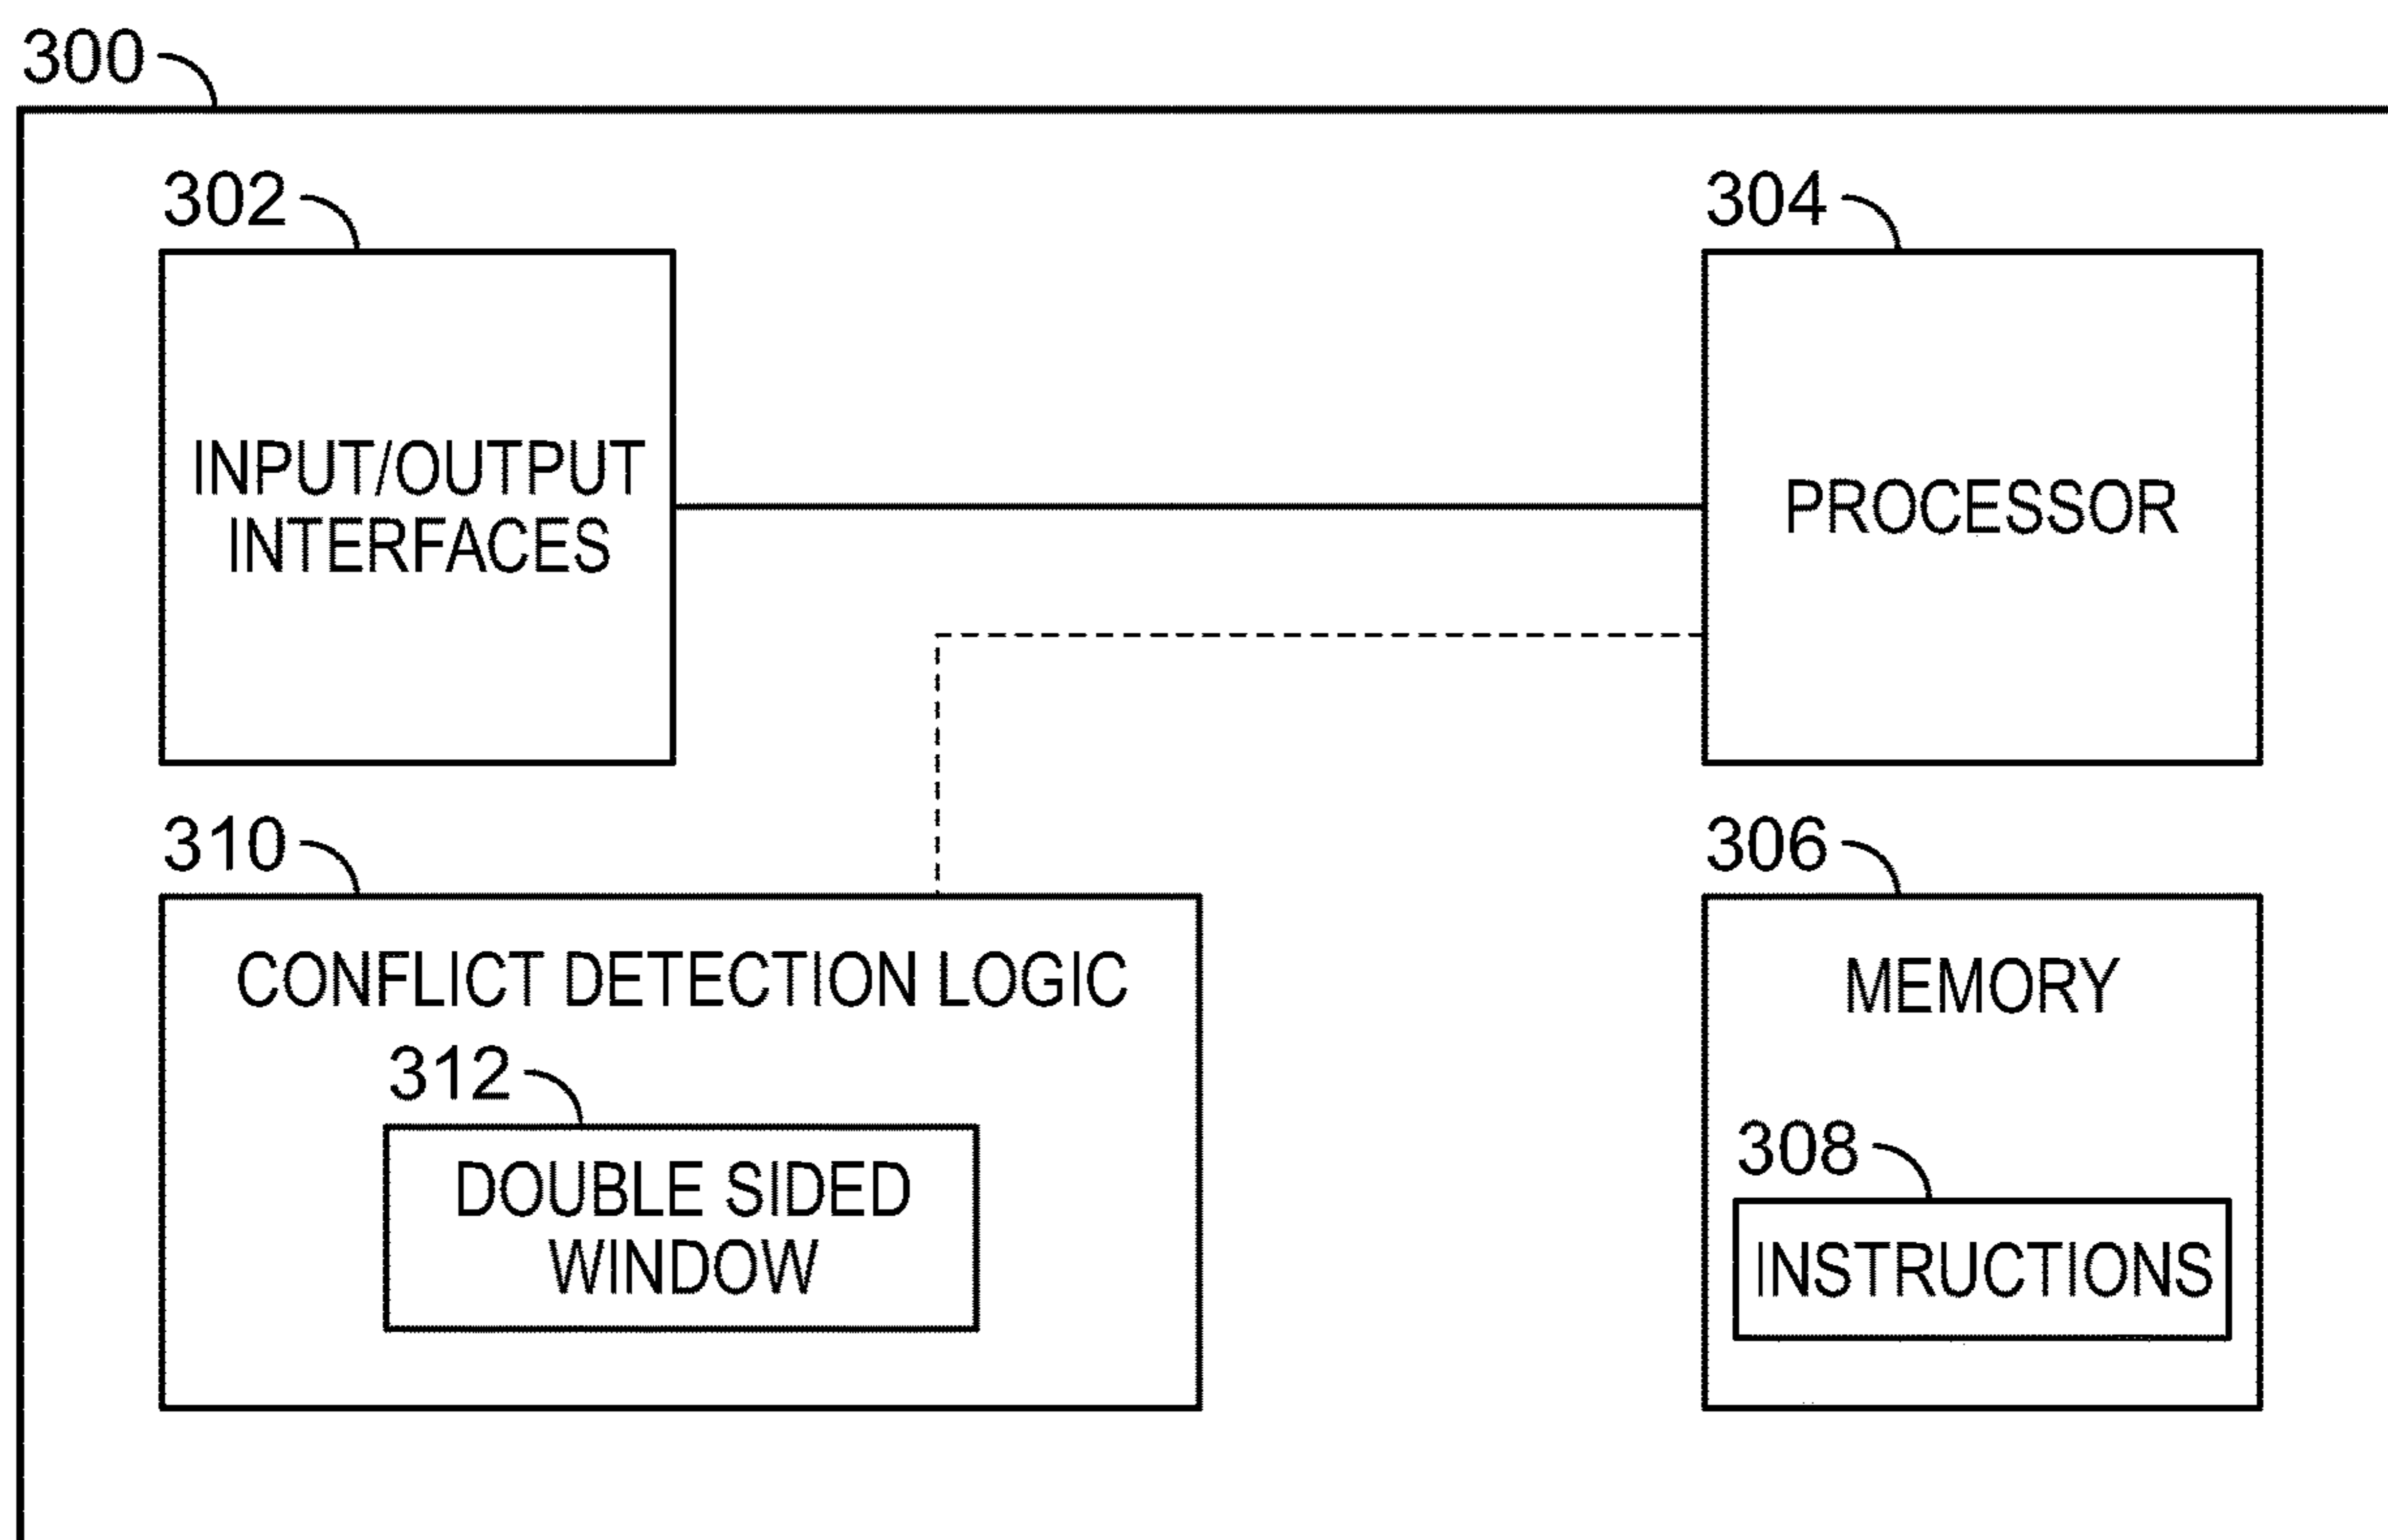 300
302
304
INPUT/OUTPUT
INTERFACES
PROCESSOR
310
306
CONFLICT DETECTION LOGIC
MEMORY
312
308
DOUBLE SIDED
WINDOW
INSTRUCTIONS